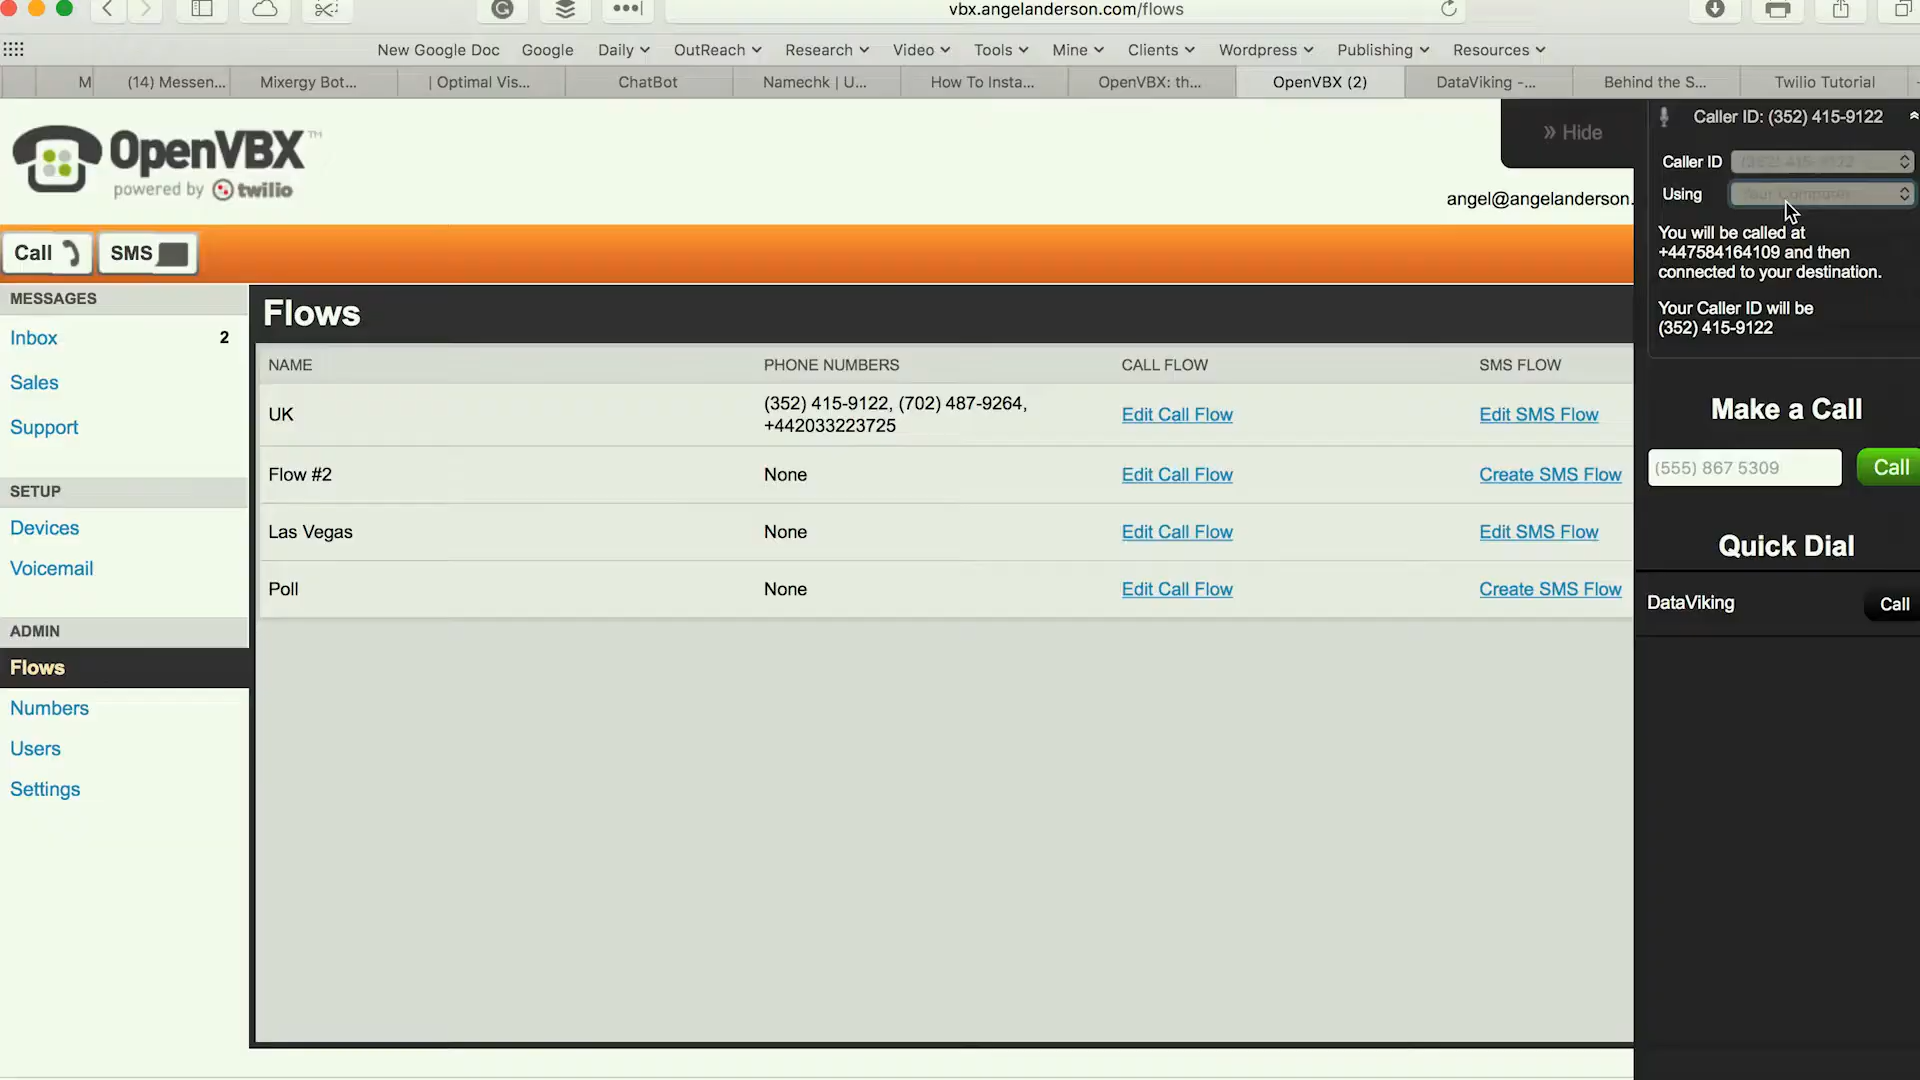 vbx.angelanderson.com/flows
New Google Doc Google Daily OutReach Research Video Tools Mine Clients Wordpress Publishing Resources
M (14) Messen... Mixergy Bot... | Optimal Vis... ChatBot Namechk | U... How To Insta... OpenVBX: th... OpenVBX (2) DataViking -... Behind the S... Twilio Tutorial
OpenVBX™
powered by twilio
» Hide
angel@angelanderson.
Caller ID: (352) 415-9122
Caller ID (352) 415-9122
Using Your Computer
You will be called at
+447584164109 and then
connected to your destination.
Your Caller ID will be
(352) 415-9122
Make a Call
(555) 867 5309 Call
Quick Dial
DataViking Call
Call SMS
MESSAGES
Inbox 2
Sales
Support
SETUP
Devices
Voicemail
ADMIN
Flows
Numbers
Users
Settings
Flows
NAME PHONE NUMBERS CALL FLOW SMS FLOW
UK (352) 415-9122, (702) 487-9264, Edit Call Flow Edit SMS Flow
+442033223725
Flow #2 None Edit Call Flow Create SMS Flow
Las Vegas None Edit Call Flow Edit SMS Flow
Poll None Edit Call Flow Create SMS Flow